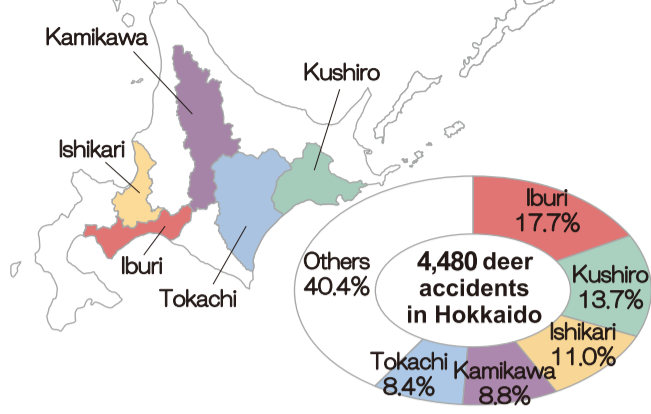 Kamikawa
Kushiro
Ishikari
Iburi
Tokachi
Iburi
17.7%
Kushiro
13.7%
Ishikari
11.0%
Kamikawa
8.8%
Tokachi
8.4%
Others
40.4%
4,480 deer
accidents
in Hokkaido